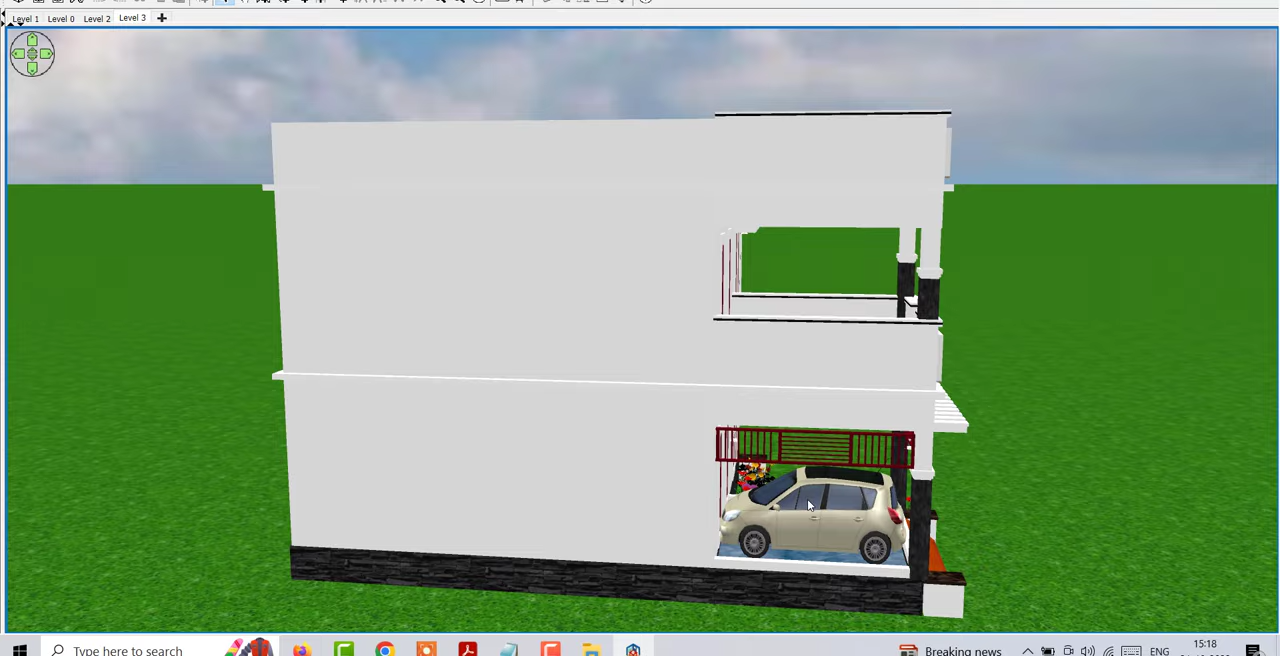 Level 1 Level 0 Level 2 Level 3
Type here to search
Breaking news
ENG
15:18